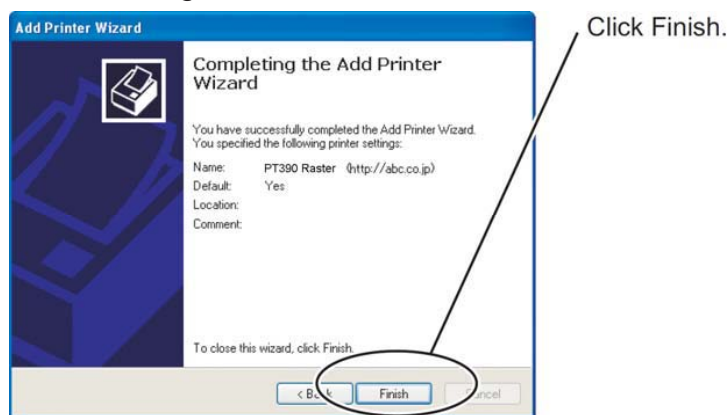 Add Printer Wizard
Click Finish.
Completing the Add Printer
Wizard
You have successfully completed the Add Printer Wizard.
You specified the following printer settings:
Name: PT390 Raster (http://abc.co.jp)
Default: Yes
Location:
Comment:
To close this wizard, click Finish.
< Back Finish Cancel